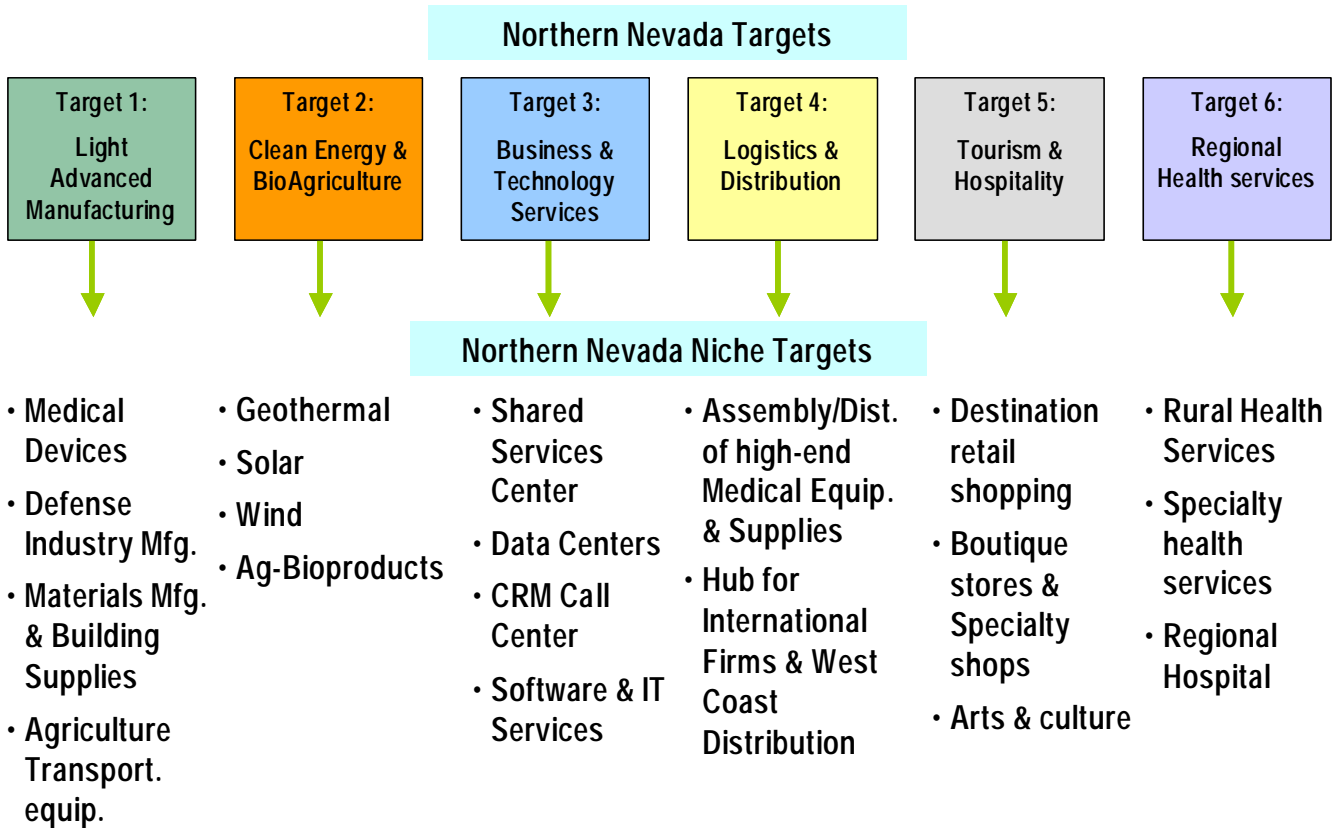 Northern Nevada Targets
Target 1:
Light
Advanced
Manufacturing
Target 2:
Clean Energy &
BioAgriculture
Target 3:
Business &
Technology
Services
Target 4:
Logistics &
Distribution
Target 5:
Tourism &
Hospitality
Target 6:
Regional
Health services
Northern Nevada Niche Targets
• Medical
Devices
• Defense
Industry Mfg.
• Materials Mfg.
& Building
Supplies
• Agriculture
Transport.
equip.
• Geothermal
• Solar
• Wind
• Ag-Bioproducts
• Shared
Services
Center
• Data Centers
• CRM Call
Center
• Software & IT
Services
• Assembly/Dist.
of high-end
Medical Equip.
& Supplies
• Hub for
International
Firms & West
Coast
Distribution
• Destination
retail
shopping
• Boutique
stores &
Specialty
shops
• Arts & culture
• Rural Health
Services
• Specialty
health
services
• Regional
Hospital